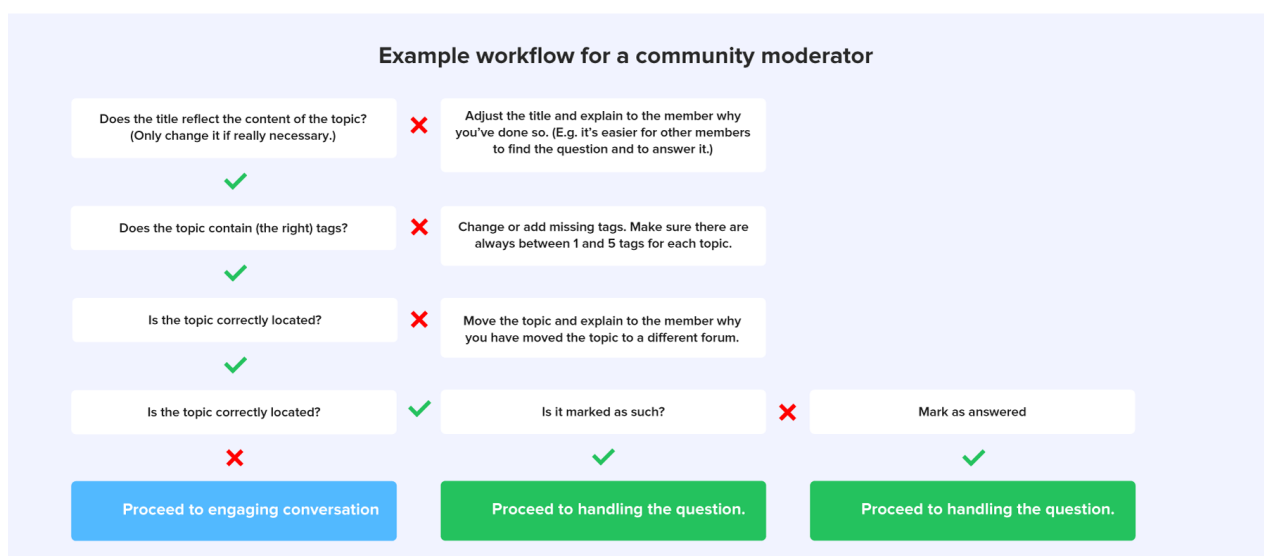 Example workflow for a community moderator
Does the title reflect the content of the topic?
(Only change it if really necessary.)
Adjust the title and explain to the member why
you've done so. (E.g. it's easier for other members
to find the question and to answer it.)
Does the topic contain (the right) tags?
Change or add missing tags. Make sure there are
always between 1 and 5 tags for each topic.
Is the topic correctly located?
Move the topic and explain to the member why
you have moved the topic to a different forum.
Is the topic correctly located?
Is it marked as such?
Mark as answered
Proceed to engaging conversation
Proceed to handling the question.
Proceed to handling the question.